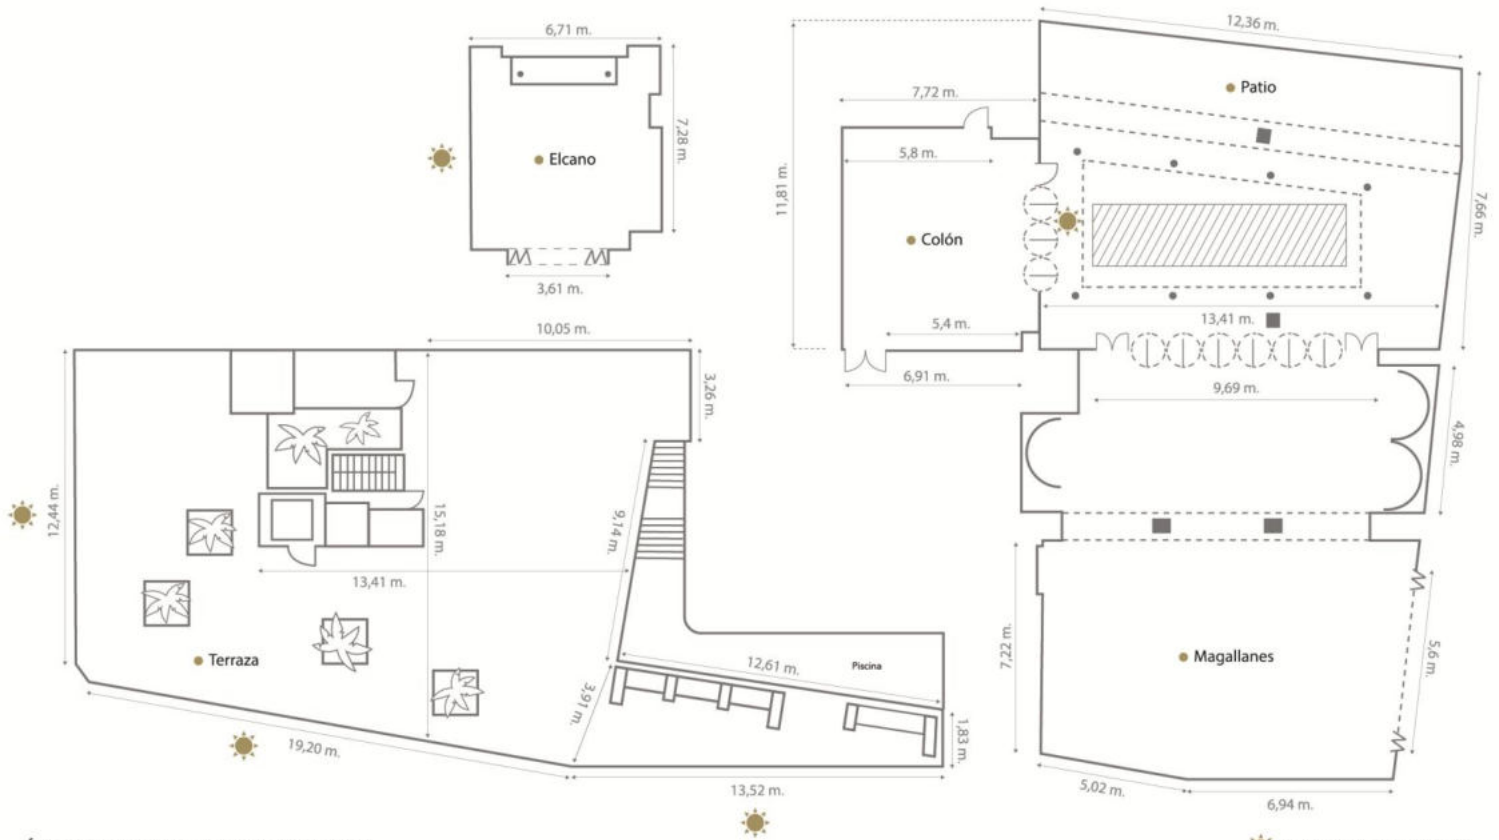 6,71 m.
7,28 m.
Elcano
3,61 m.
12,36 m.
Patio
7,72 m.
5,8 m.
11,81 m.
Colón
7,66 m.
13,41 m.
5,4 m.
6,91 m.
9,69 m.
4,98 m.
10,05 m.
3,26 m.
12,44 m.
15,18 m.
9,14 m.
13,41 m.
Terraza
12,61 m.
Piscina
3,91 m.
1,83 m.
19,20 m.
13,52 m.
7,22 m.
Magallanes
5,6 m.
5,02 m.
6,94 m.